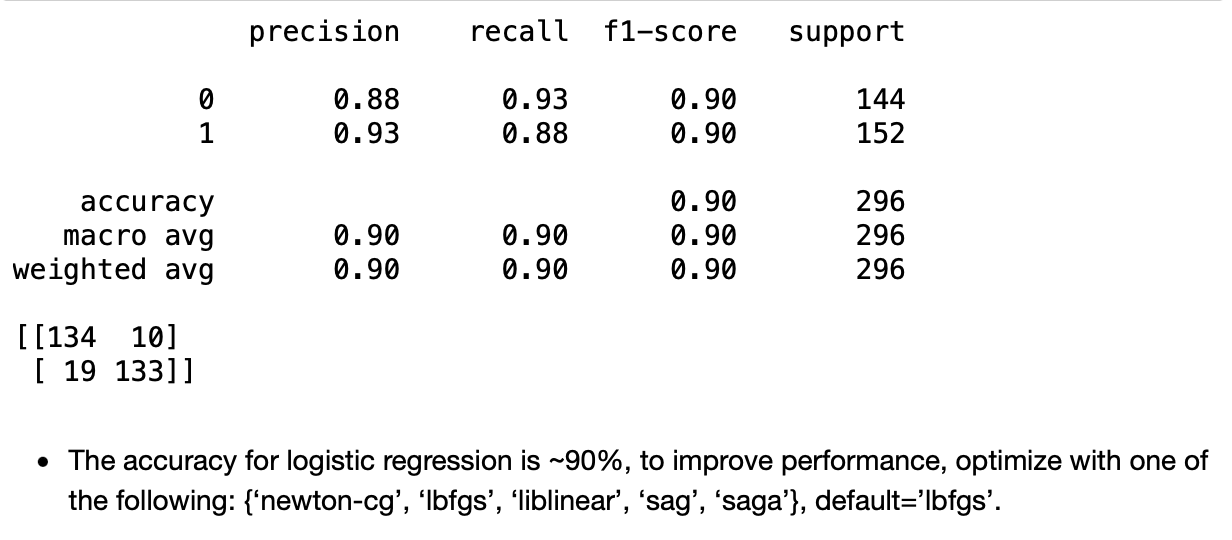 precision recall f1-score support
0 0.88 0.93 0.90 144
1 0.93 0.88 0.90 152
accuracy 0.90 296
macro avg 0.90 0.90 0.90 296
weighted avg 0.90 0.90 0.90 296
[[134 10]
[ 19 133]]
• The accuracy for logistic regression is ~90%, to improve performance, optimize with one of
the following: {‘newton-cg’, ‘lbfgs’, ‘liblinear’, ‘sag’, ‘saga’}, default=’lbfgs’.